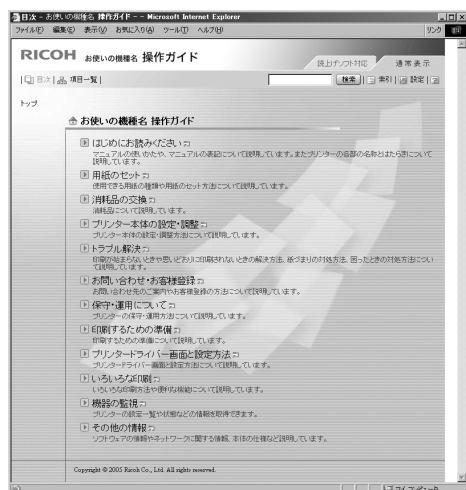 目次 - お使いの機種名 操作ガイド - - Microsoft Internet Explorer
ファイル(F) 編集(E) 表示(V) お気に入り(A) ツール(T) ヘルプ(H)
リンク
RICOH お使いの機種名 操作ガイド
読上げソフト対応 通常表示
目次 | 項目一覧 |
検索 | 索引 | 設定 |
トップ
お使いの機種名 操作ガイド
はじめにお読みください
マニュアルの使いかたや、マニュアルの表記について説明しています。またプリンターの各部の名称とはたらきについて
説明しています。
用紙のセット
使用できる用紙の種類や用紙のセット方法について説明しています。
消耗品の交換
消耗品について説明しています。
プリンター本体の設定・調整
プリンター本体の設定・調整方法について説明しています。
トラブル解決
印刷が始まらないときや思いどおりに印刷されないときの解決方法、紙づまりの対処方法、困ったときの対処方法につい
て説明しています。
お問い合わせ・お客様登録
お問い合わせ先のご案内やお客様登録の方法について説明しています。
保守・運用について
プリンターの保守・運用方法について説明しています。
印刷するための準備
印刷するための準備について説明しています。
プリンタードライバー画面と設定方法
プリンタードライバー画面と設定方法について説明しています。
いろいろな印刷
いろいろな印刷方法や便利な機能について説明しています。
機器の監視
プリンターの設定一覧や状態などの情報を取得できます。
その他の情報
ソフトウェアの情報やネットワークに関する情報、本体の仕様など説明しています。
Copyright © 2005 Ricoh Co., Ltd. All rights reserved.
マイ コンピュータ